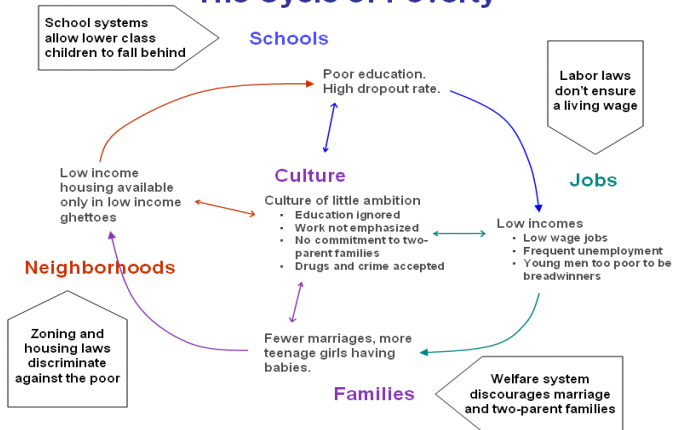 The Cycle of Poverty
School systems
allow lower class
children to fall behind
Schools
Poor education.
High dropout rate.
Labor laws
don't ensure
a living wage
Jobs
Low income
housing available
only in low income
ghettoes
Culture
Culture of little ambition
• Education ignored
• Work not emphasized
• No commitment to two-
parent families
• Drugs and crime accepted
Low incomes
• Low wage jobs
• Frequent unemployment
• Young men too poor to be
breadwinners
Neighborhoods
Zoning and
housing laws
discriminate
against the poor
Fewer marriages, more
teenage girls having
babies.
Families
Welfare system
discourages marriage
and two-parent families